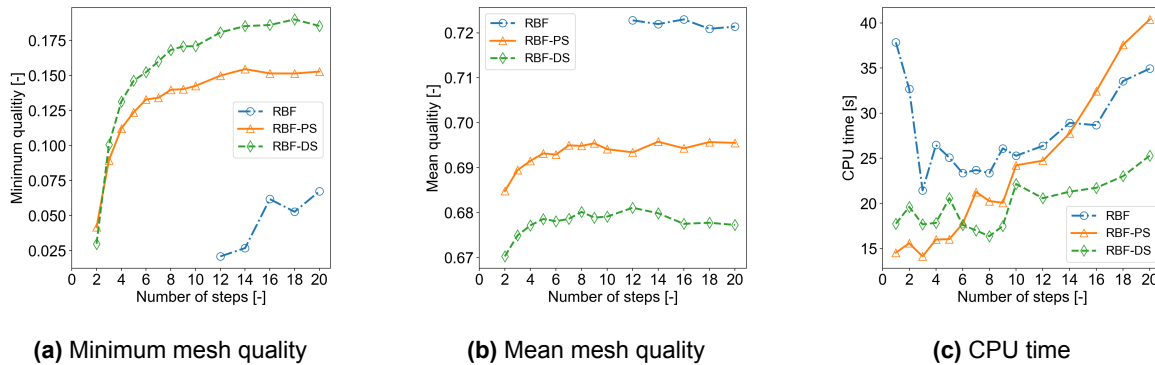 Minimum qualitiy [-]
0.175
0.150
0.125
0.100
0.075
0.050
0.025
RBF
RBF-PS
RBF-DS
0 2 4 6 8 10 12 14 16 18 20
Number of steps [-]
(a) Minimum mesh quality
Mean qualitiy [-]
0.72
0.71
0.70
0.69
0.68
0.67
RBF
RBF-PS
RBF-DS
0 2 4 6 8 10 12 14 16 18 20
Number of steps [-]
(b) Mean mesh quality
CPU time [s]
40
35
30
25
20
15
RBF
RBF-PS
RBF-DS
0 2 4 6 8 10 12 14 16 18 20
Number of steps [-]
(c) CPU time